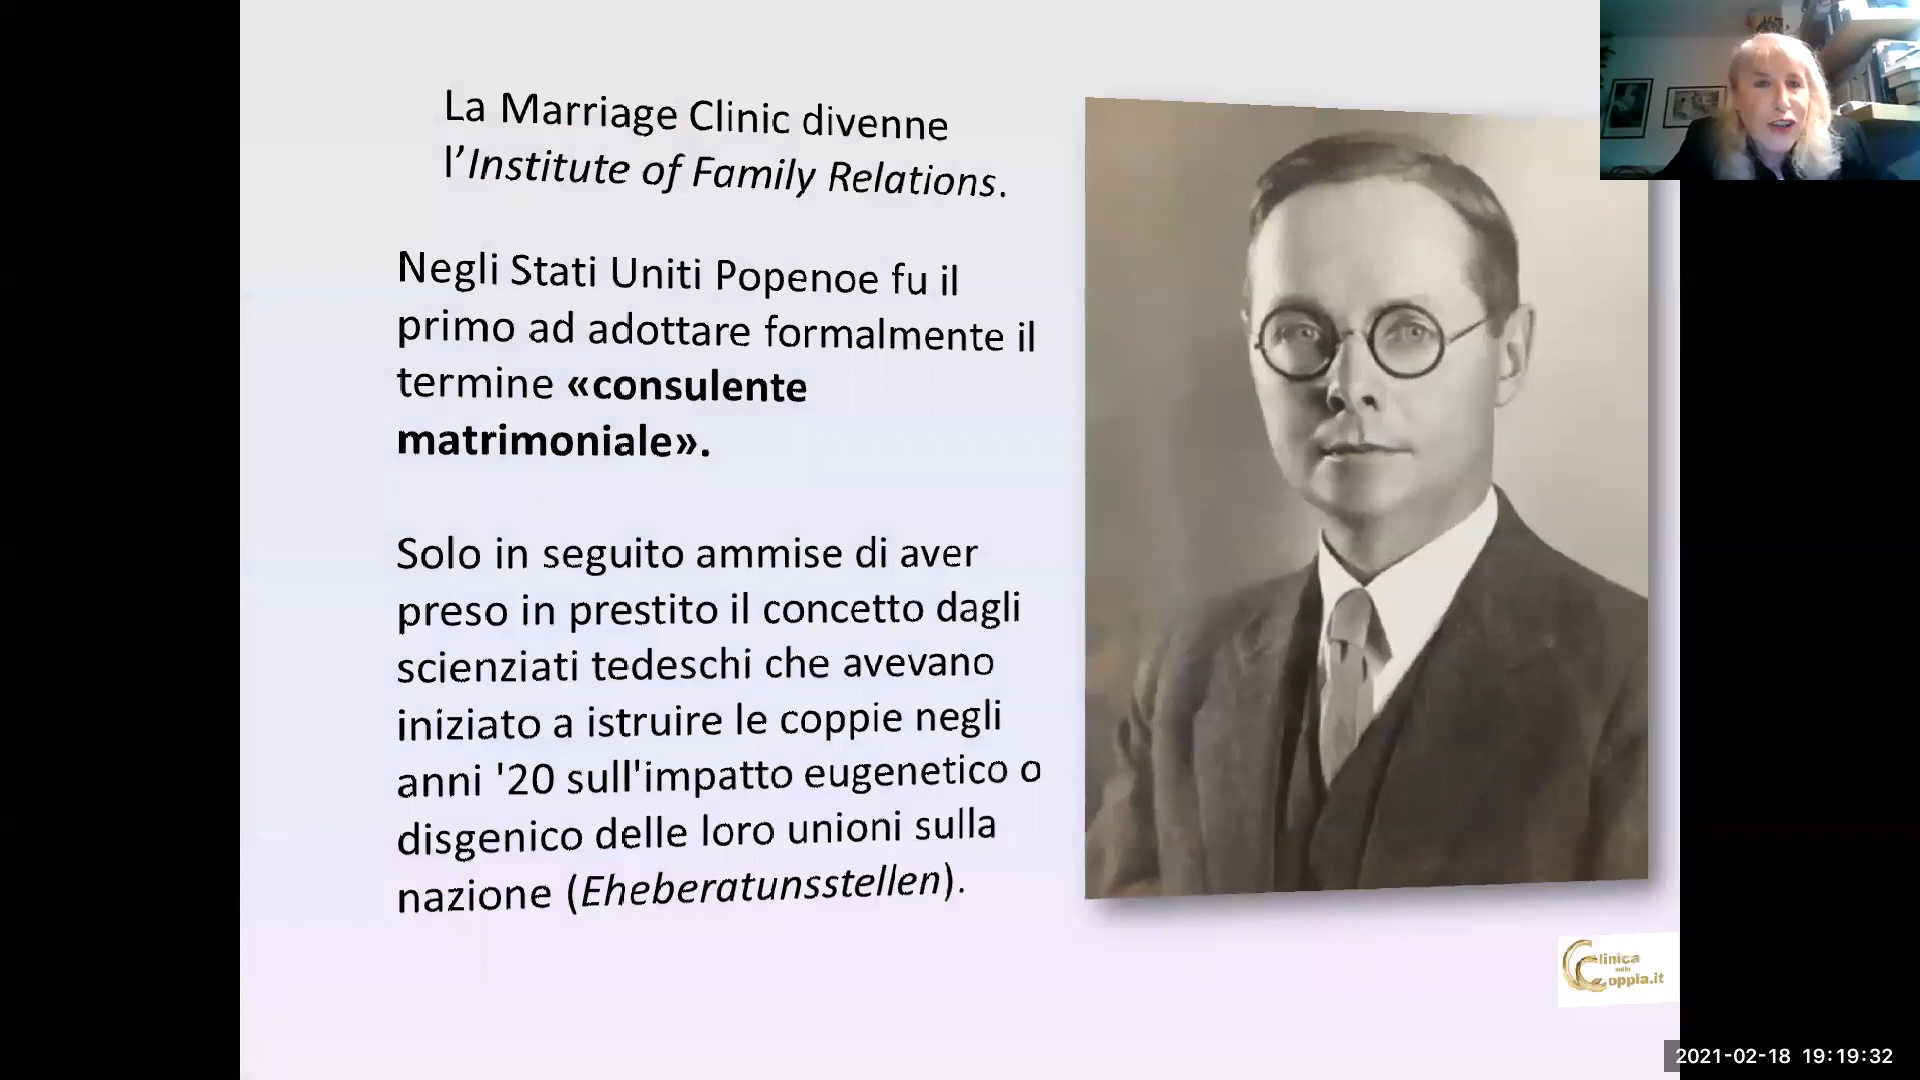 La Marriage Clinic divenne
l’Institute of Family Relations.
Negli Stati Uniti Popenoe fu il
primo ad adottare formalmente il
termine «consulente
matrimoniale».
Solo in seguito ammise di aver
preso in prestito il concetto dagli
scienziati tedeschi che avevano
iniziato a istruire le coppie negli
anni '20 sull'impatto eugenetico o
disgenico delle loro unioni sulla
nazione (Eheberatunsstellen).
Clinica
della
Coppia.it
2021-02-18 19:19:32